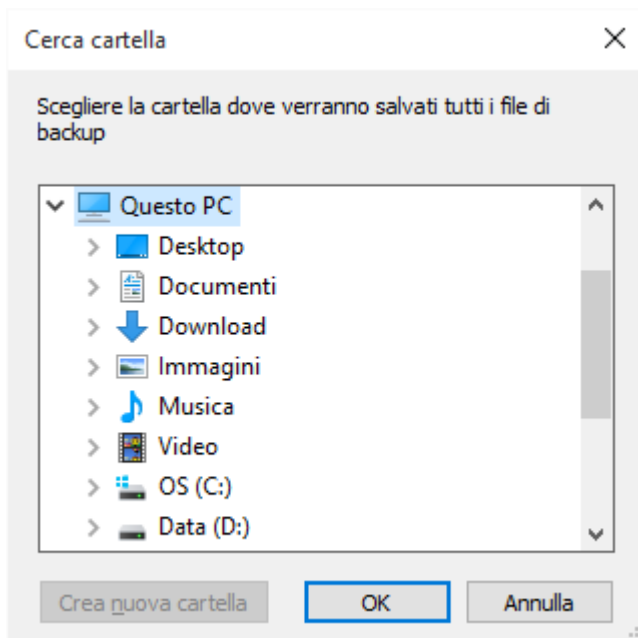 Cerca cartella
Scegliere la cartella dove verranno salvati tutti i file di
backup
Questo PC
Desktop
Documenti
Download
Immagini
Musica
Video
OS (C:)
Data (D:)
Crea nuova cartella OK Annulla